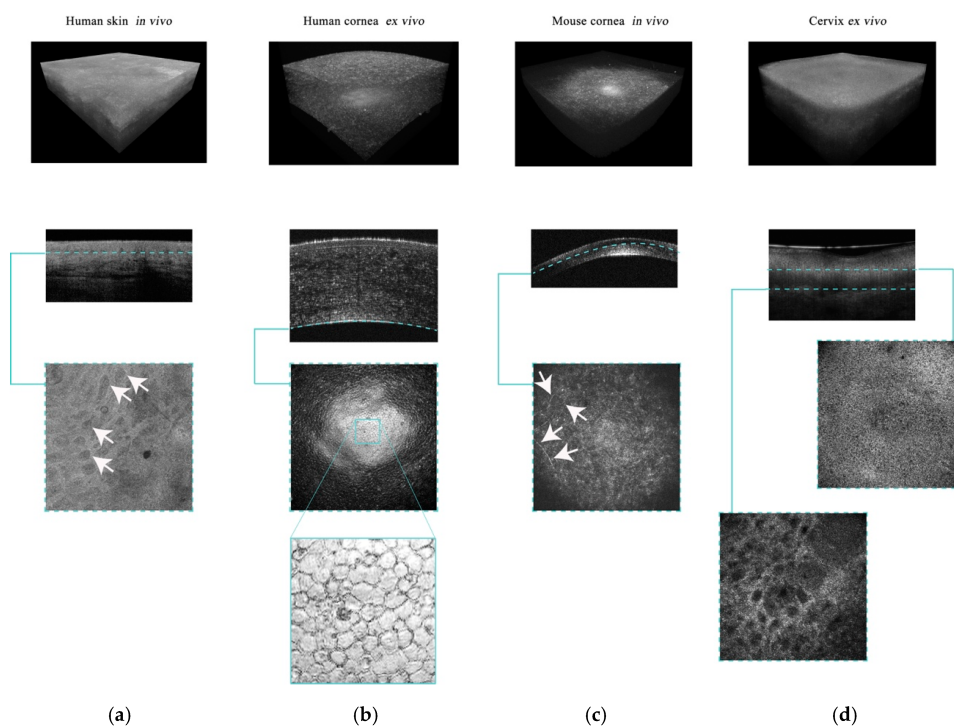 Human skin in vivo
Human cornea ex vivo
Mouse cornea in vivo
Cervix ex vivo
(a)
(b)
(c)
(d)